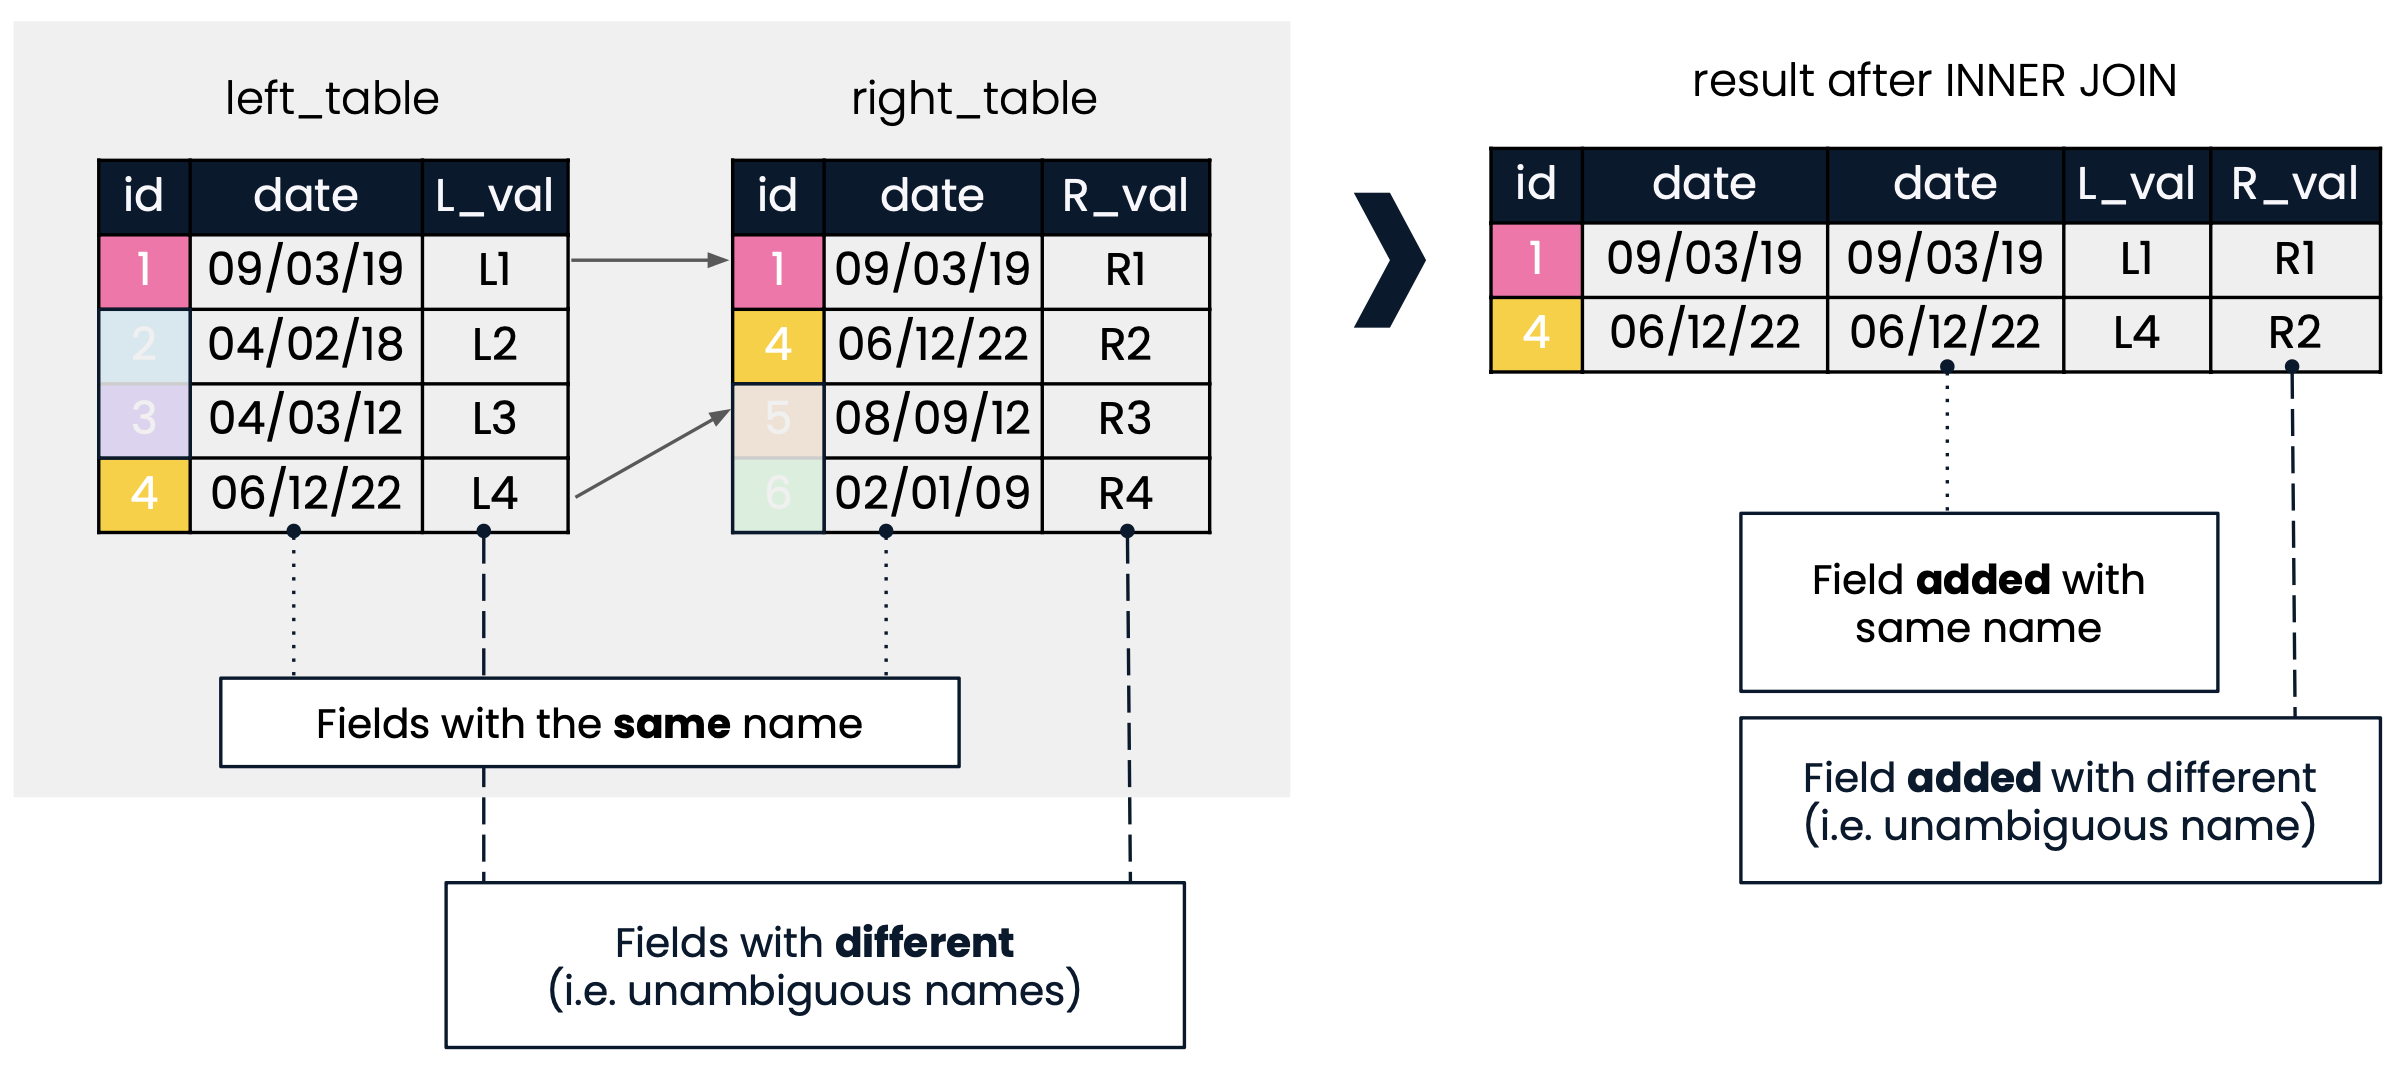 left_table
id date L_val
1 09/03/19 L1
2 04/02/18 L2
3 04/03/12 L3
4 06/12/22 L4
right_table
id date R_val
1 09/03/19 R1
4 06/12/22 R2
5 08/09/12 R3
6 02/01/09 R4
Fields with the same name
Fields with different
(i.e. unambiguous names)
result after INNER JOIN
id date date L_val R_val
1 09/03/19 09/03/19 L1 R1
4 06/12/22 06/12/22 L4 R2
Field added with
same name
Field added with different
(i.e. unambiguous name)